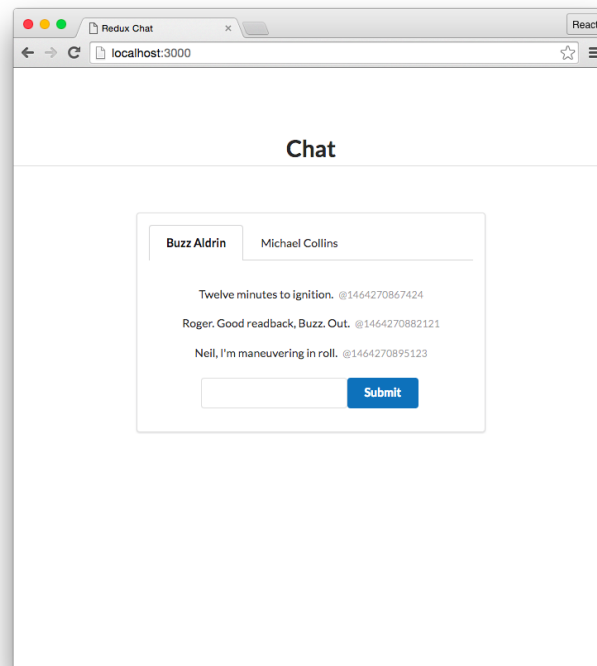 Redux Chat
React
localhost:3000
Chat
Buzz Aldrin Michael Collins
Twelve minutes to ignition. @1464270867424
Roger. Good readback, Buzz. Out. @1464270882121
Neil, I'm maneuvering in roll. @1464270895123
Submit